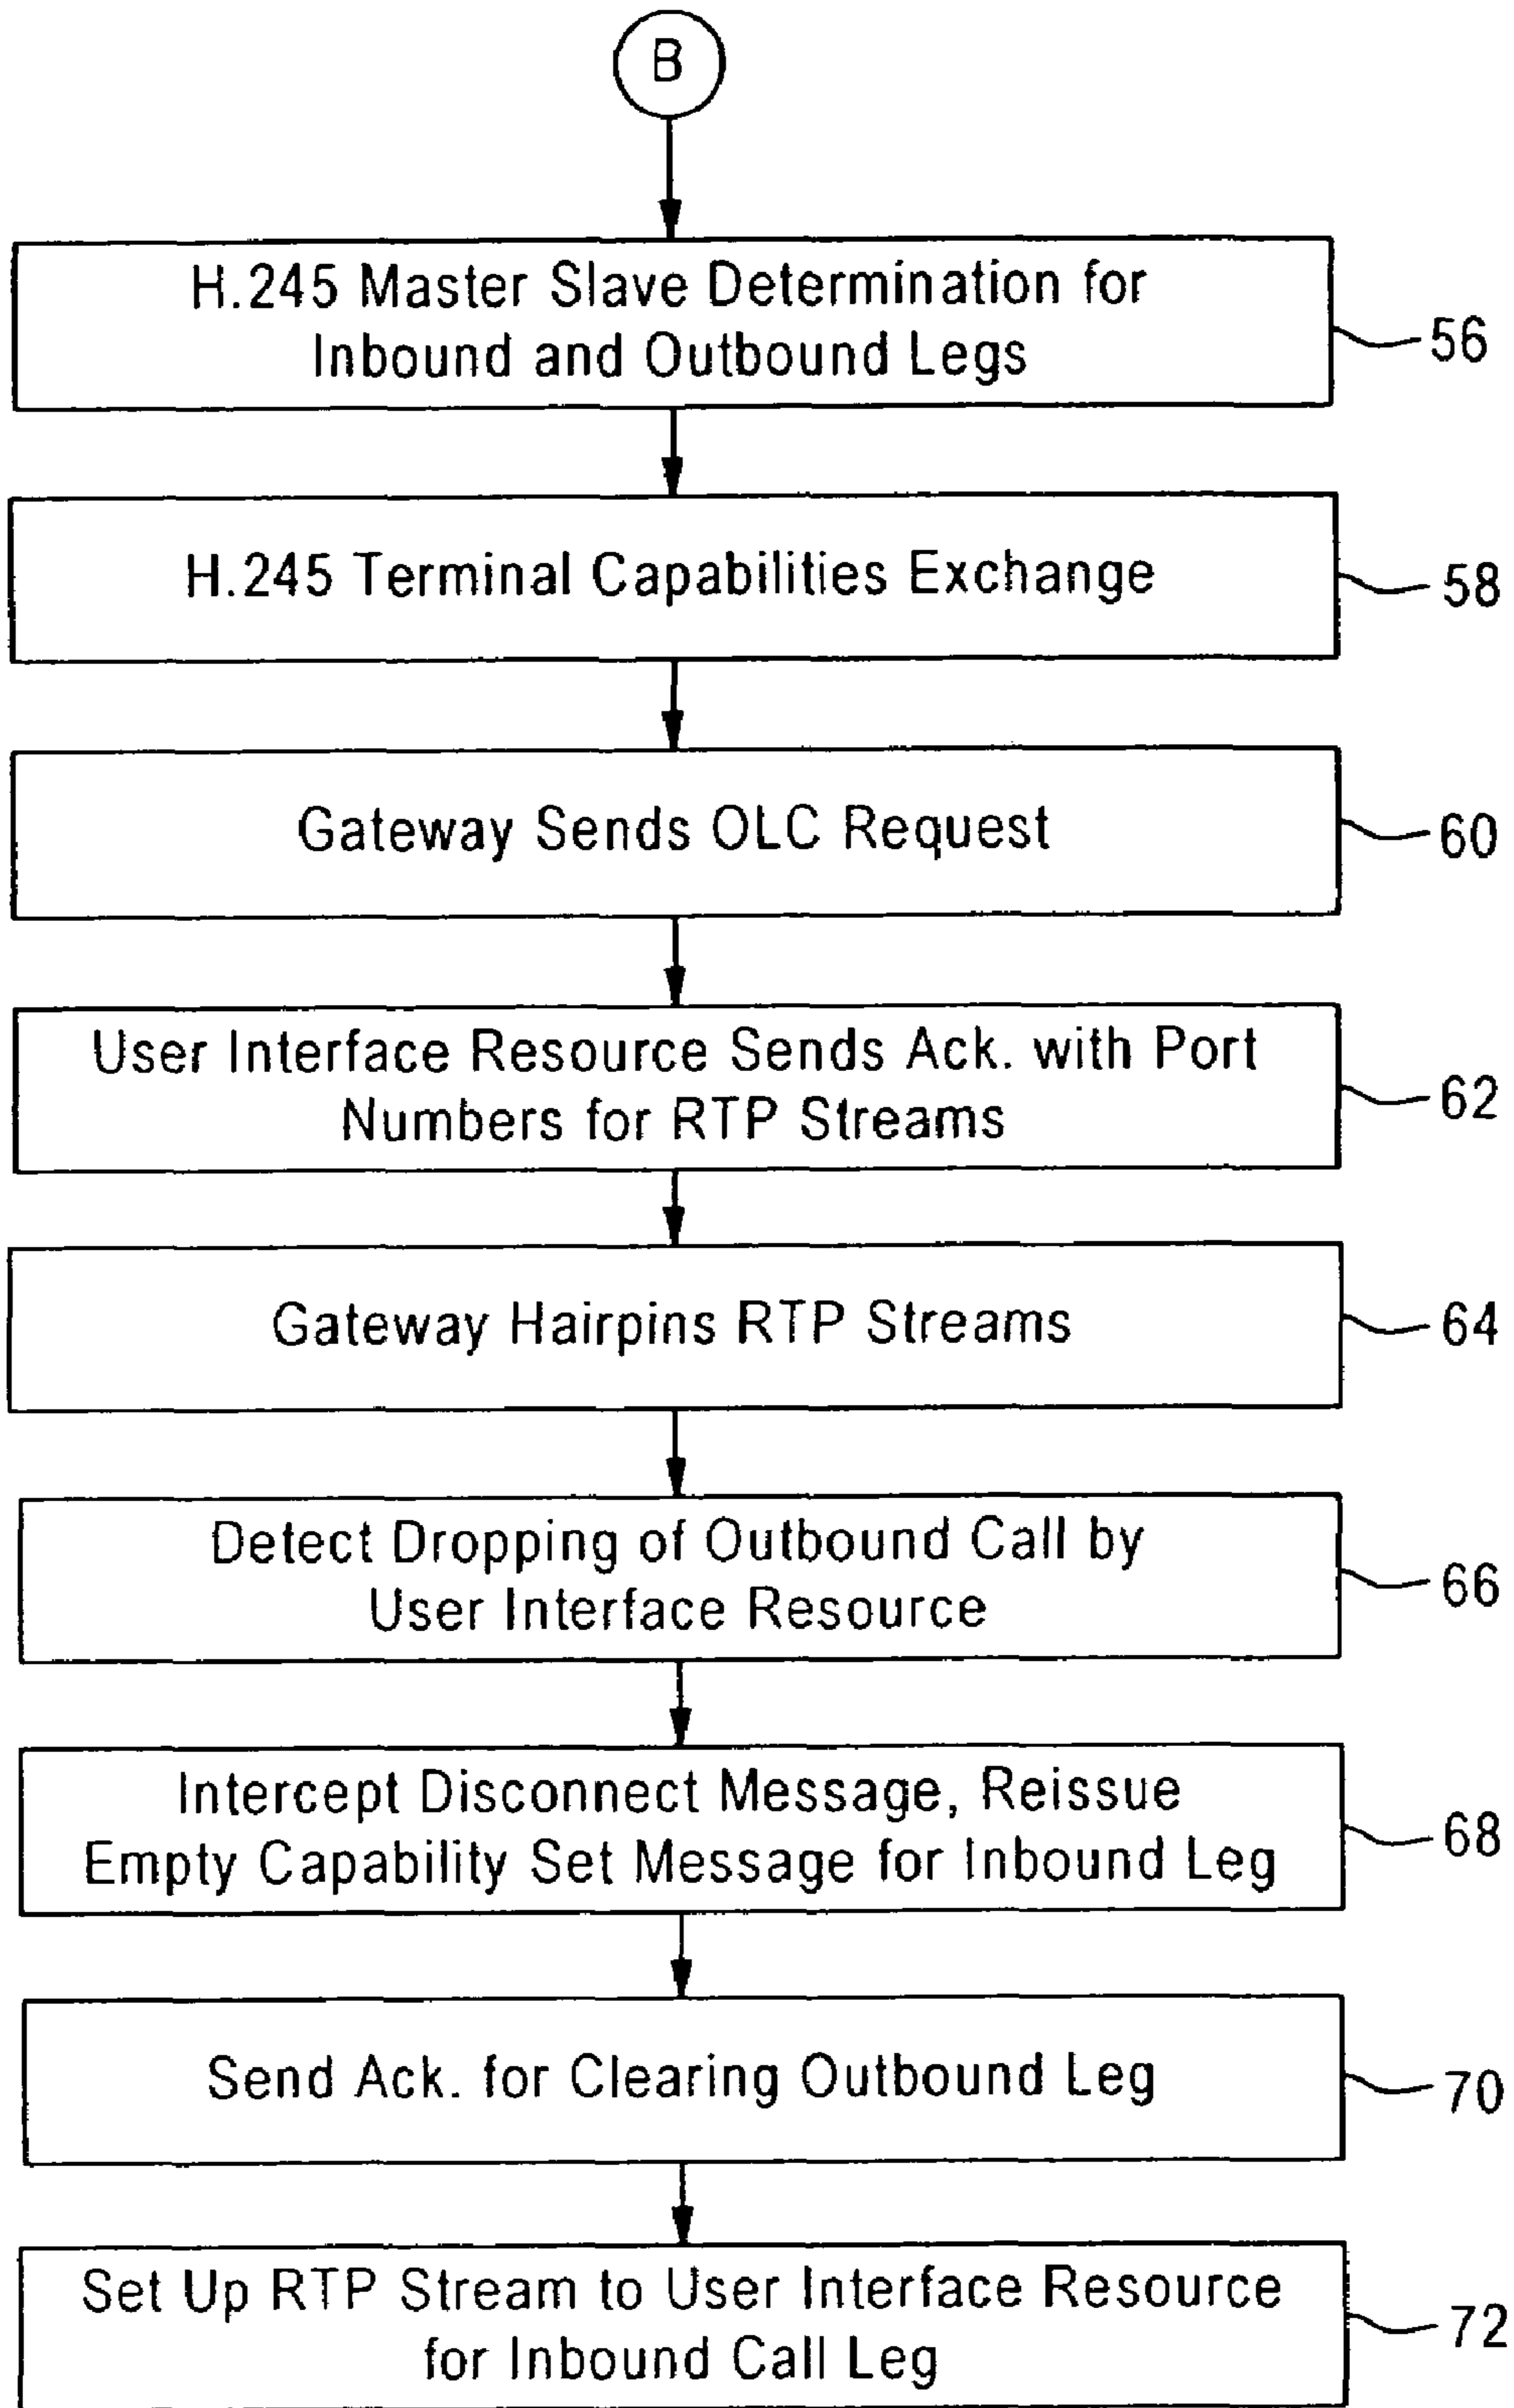 B
H.245 Master Slave Determination for
Inbound and Outbound Legs
56
H.245 Terminal Capabilities Exchange
58
Gateway Sends OLC Request
60
User Interface Resource Sends Ack. with Port
Numbers for RTP Streams
62
Gateway Hairpins RTP Streams
64
Detect Dropping of Outbound Call by
User Interface Resource
66
Intercept Disconnect Message, Reissue
Empty Capability Set Message for Inbound Leg
68
Send Ack. for Clearing Outbound Leg
70
Set Up RTP Stream to User Interface Resource
for Inbound Call Leg
72